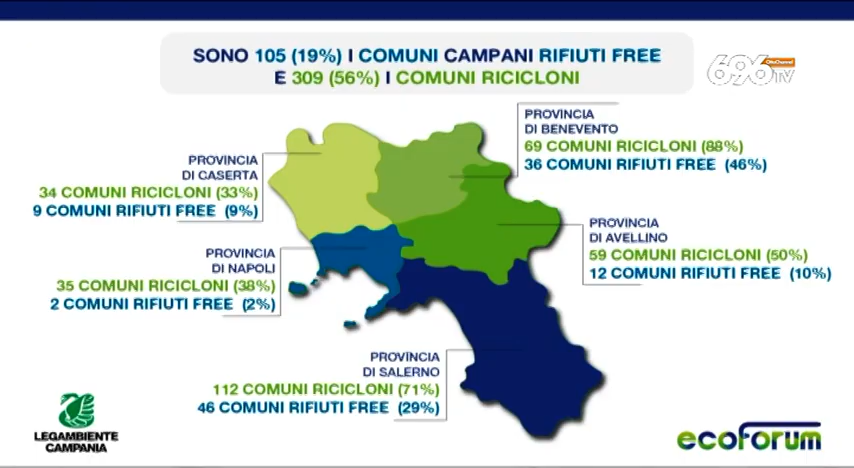 SONO 105 (19%) I COMUNI CAMPANI RIFIUTI FREE
E 309 (56%) I COMUNI RICICLONI
696 TV
PROVINCIA
DI BENEVENTO
69 COMUNI RICICLONI (88%)
36 COMUNI RIFIUTI FREE (46%)
PROVINCIA
DI CASERTA
34 COMUNI RICICLONI (33%)
9 COMUNI RIFIUTI FREE (9%)
PROVINCIA
DI AVELLINO
59 COMUNI RICICLONI (50%)
12 COMUNI RIFIUTI FREE (10%)
PROVINCIA
DI NAPOLI
35 COMUNI RICICLONI (38%)
2 COMUNI RIFIUTI FREE (2%)
PROVINCIA
DI SALERNO
112 COMUNI RICICLONI (71%)
46 COMUNI RIFIUTI FREE (29%)
LEGAMBIENTE
CAMPANIA
ecoforum